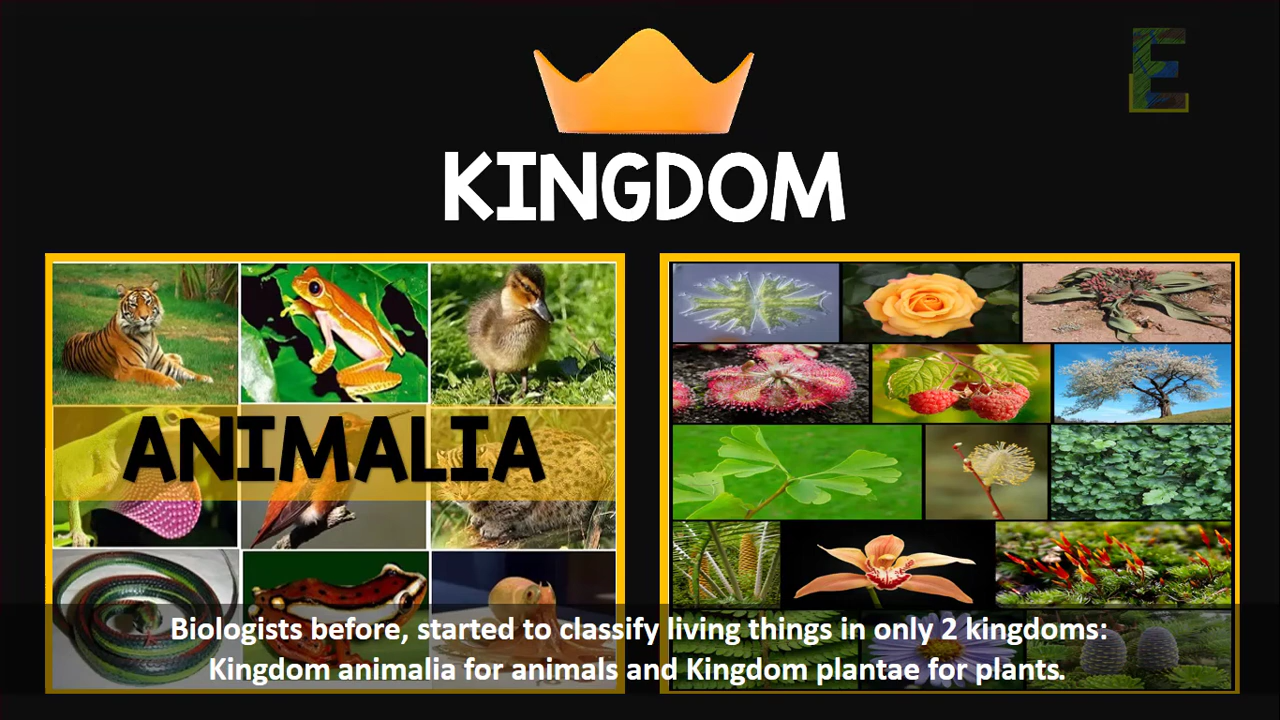 E
KINGDOM
ANIMALIA
Biologists before, started to classify living things in only 2 kingdoms:
Kingdom animalia for animals and Kingdom plantae for plants.